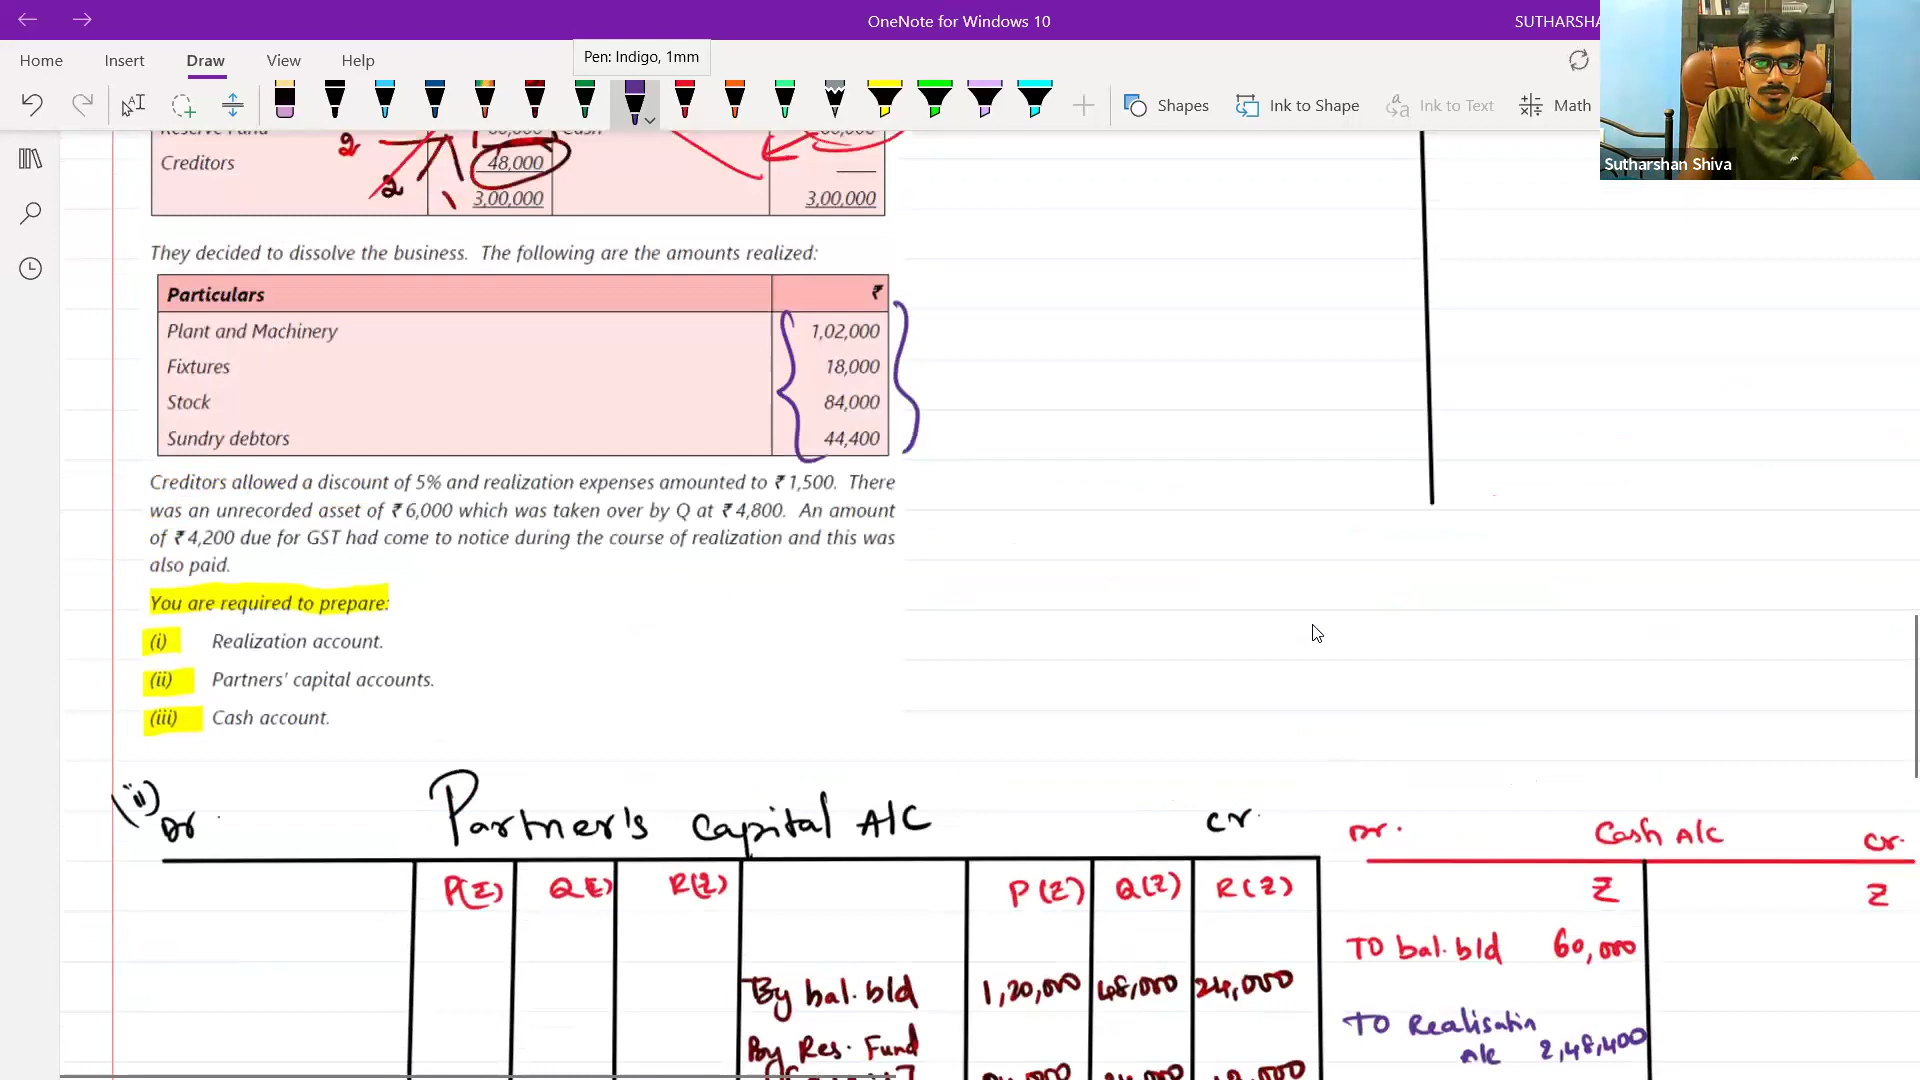 OneNote for Windows 10
SUTHARSHA
Home Insert Draw View Help
Pen: Indigo, 1mm
Shapes Ink to Shape Ink to Text Math
Sutharshan Shiva
Reserve Fund Cash
2
Creditors 48,000
2
3,00,000 3,00,000
They decided to dissolve the business. The following are the amounts realized:
Particulars ₹
Plant and Machinery 1,02,000
Fixtures 18,000
Stock 84,000
Sundry debtors 44,400
Creditors allowed a discount of 5% and realization expenses amounted to ₹ 1,500. There
was an unrecorded asset of ₹ 6,000 which was taken over by Q at ₹ 4,800. An amount
of ₹ 4,200 due for GST had come to notice during the course of realization and this was
also paid.
You are required to prepare:
(i) Realization account.
(ii) Partners' capital accounts.
(iii) Cash account.
(ii) Dr Partner's capital A/C cr.
Dr. Cash A/C Cr.
P(₹) Q(₹) R(₹) P(₹) Q(₹) R(₹)
₹ ₹
TO bal. b/d 60,000
By bal. b/d 1,20,000 48,000 24,000
TO Realisatin
A/c 2,48,400
By Res. Fund